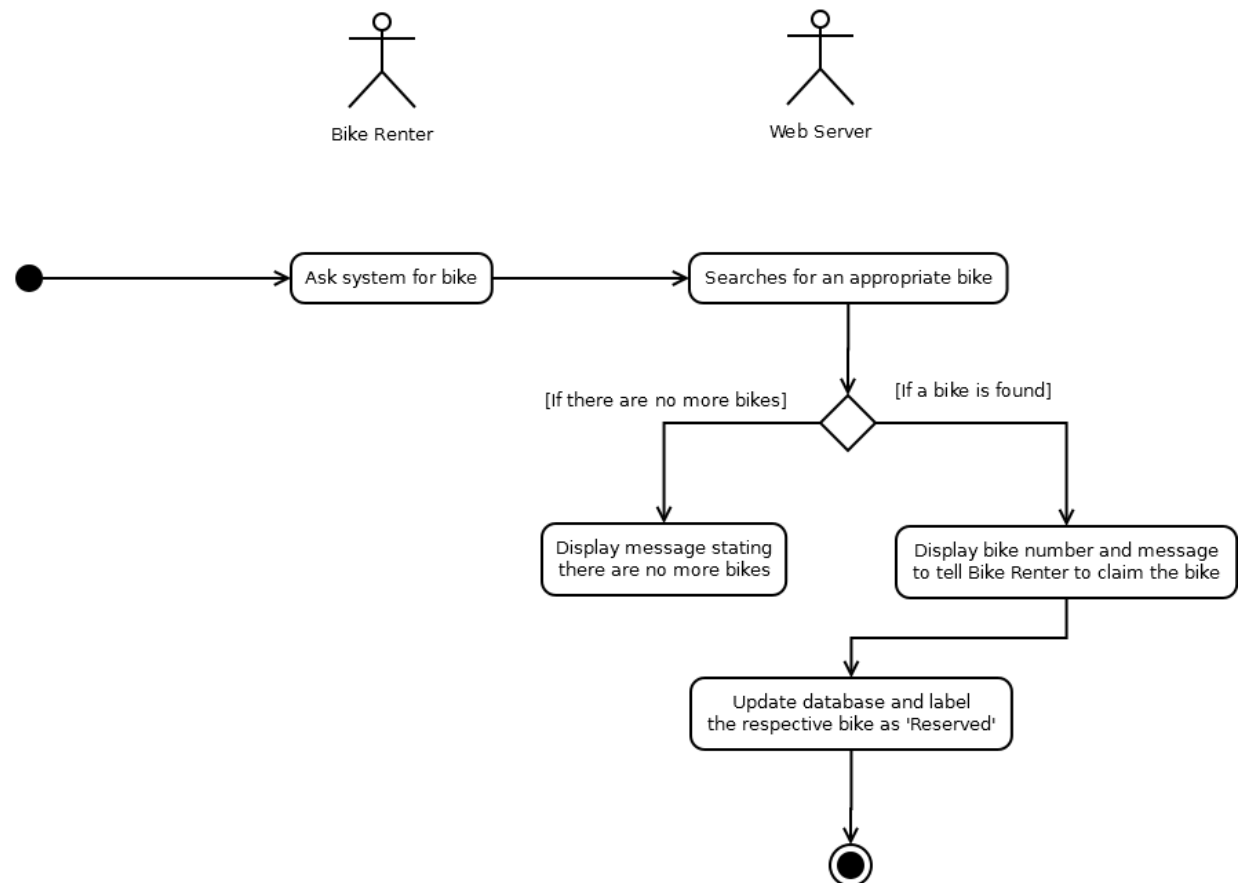 Bike Renter
Web Server
Ask system for bike
Searches for an appropriate bike
[If there are no more bikes]
[If a bike is found]
Display message stating
there are no more bikes
Display bike number and message
to tell Bike Renter to claim the bike
Update database and label
the respective bike as 'Reserved'